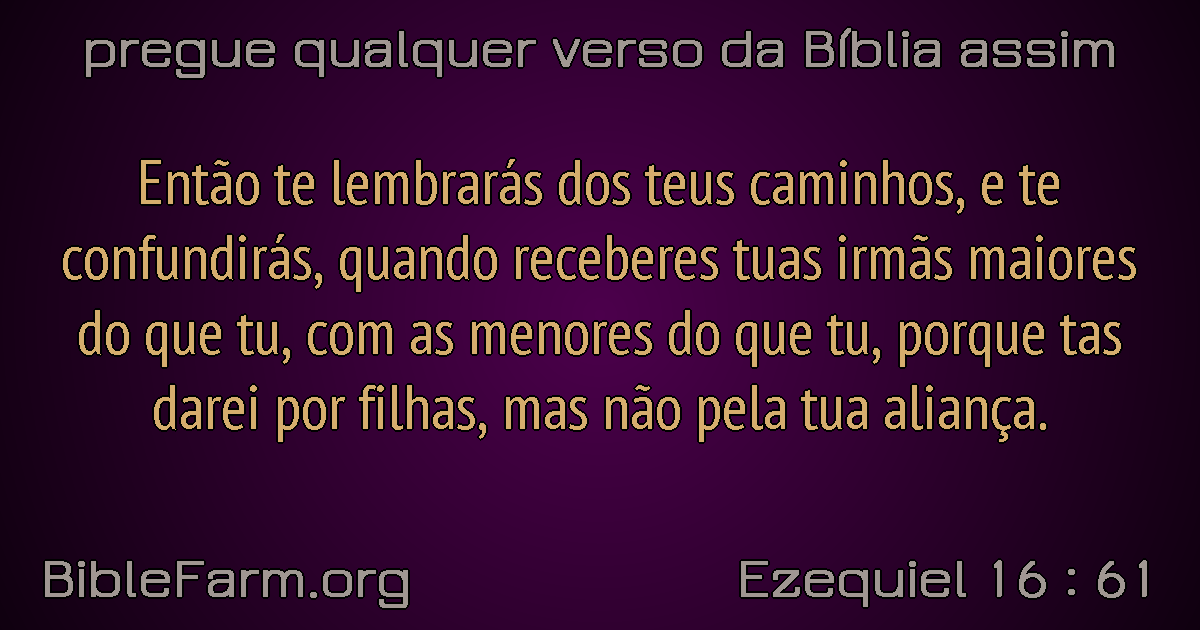 pregue qualquer verso da Bíblia assim
Então te lembrarás dos teus caminhos, e te
confundirás, quando receberes tuas irmãs maiores
do que tu, com as menores do que tu, porque tas
darei por filhas, mas não pela tua aliança.
BibleFarm.org
Ezequiel 16 : 61